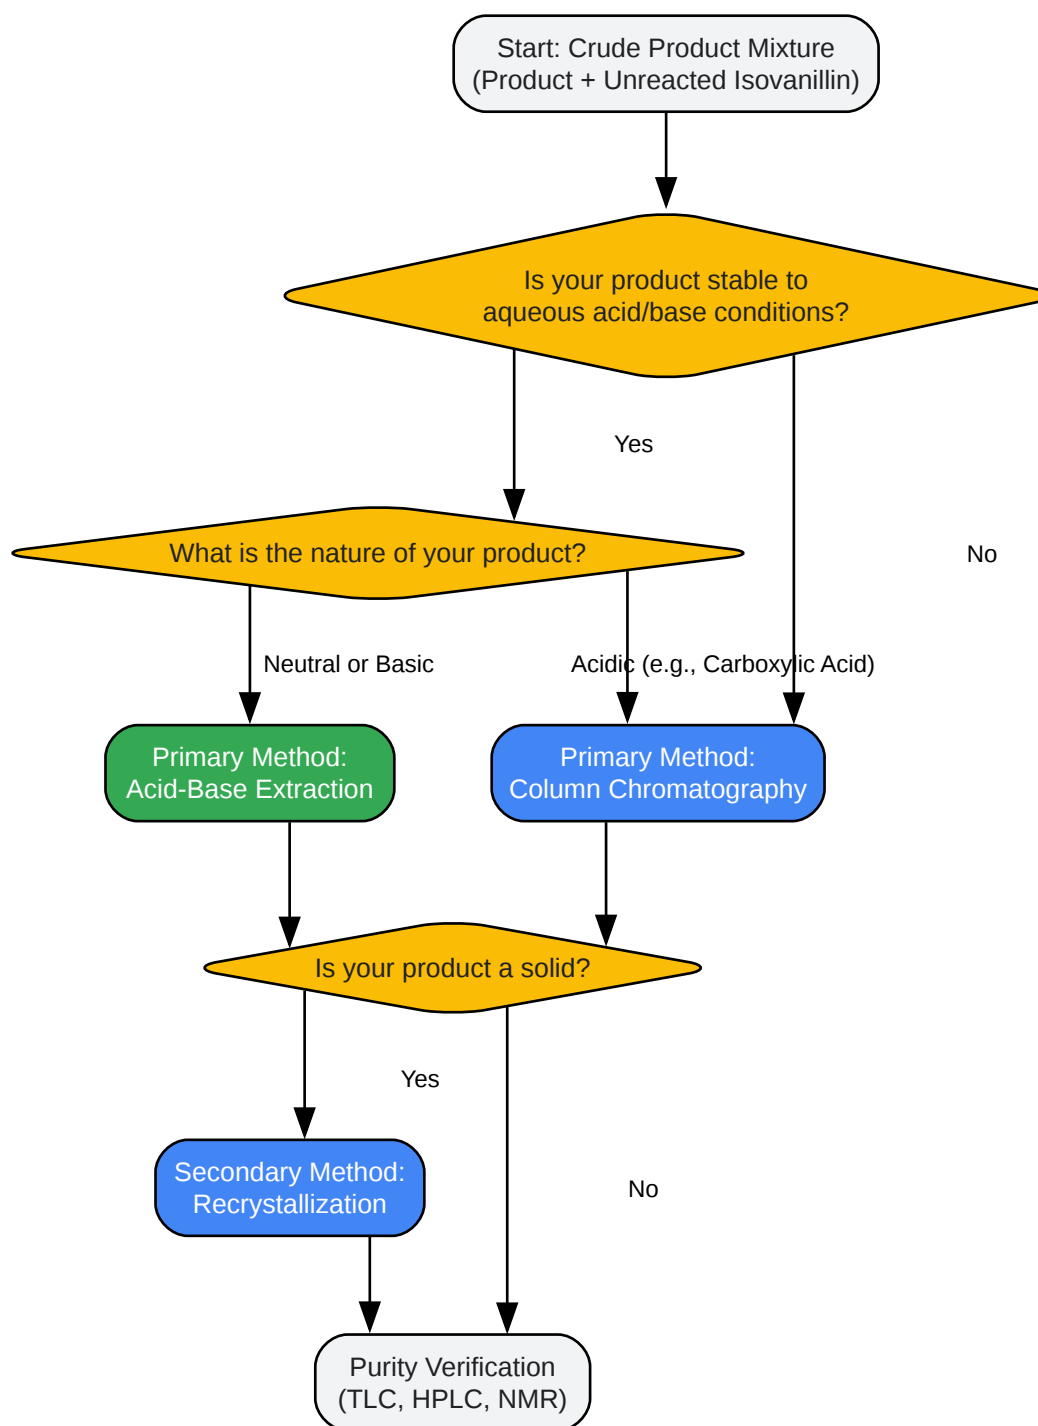 Start: Crude Product Mixture
(Product + Unreacted Isovanillin)
Is your product stable to
aqueous acid/base conditions?
Yes
What is the nature of your product?
No
Neutral or Basic
Acidic (e.g., Carboxylic Acid)
Primary Method:
Acid-Base Extraction
Primary Method:
Column Chromatography
Is your product a solid?
Yes
Secondary Method:
Recrystallization
No
Purity Verification
(TLC, HPLC, NMR)